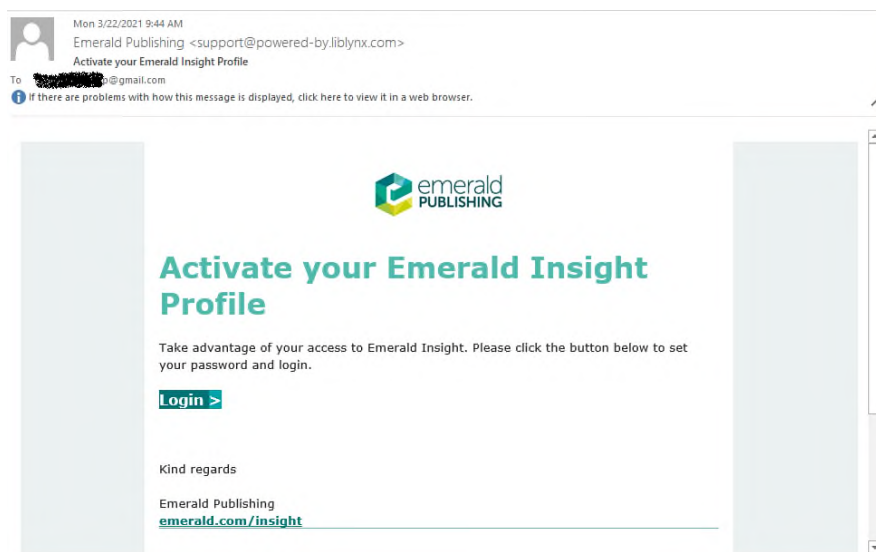 Mon 3/22/2021 9:44 AM
Emerald Publishing <support@powered-by.liblynx.com>
Activate your Emerald Insight Profile
To p@gmail.com
If there are problems with how this message is displayed, click here to view it in a web browser.
emerald
PUBLISHING
Activate your Emerald Insight
Profile
Take advantage of your access to Emerald Insight. Please click the button below to set
your password and login.
Login >
Kind regards
Emerald Publishing
emerald.com/insight